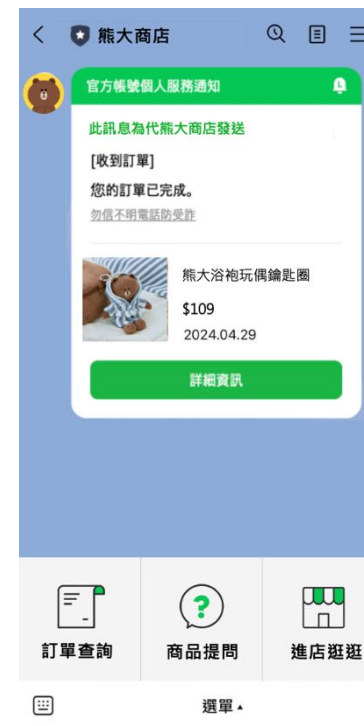 熊大商店
官方帳號個人服務通知
此訊息為代熊大商店發送
[收到訂單]
您的訂單已完成。
勿信不明電話防受詐
熊大浴袍玩偶鑰匙圈
$109
2024.04.29
詳細資訊
訂單查詢
商品提問
進店逛逛
選單